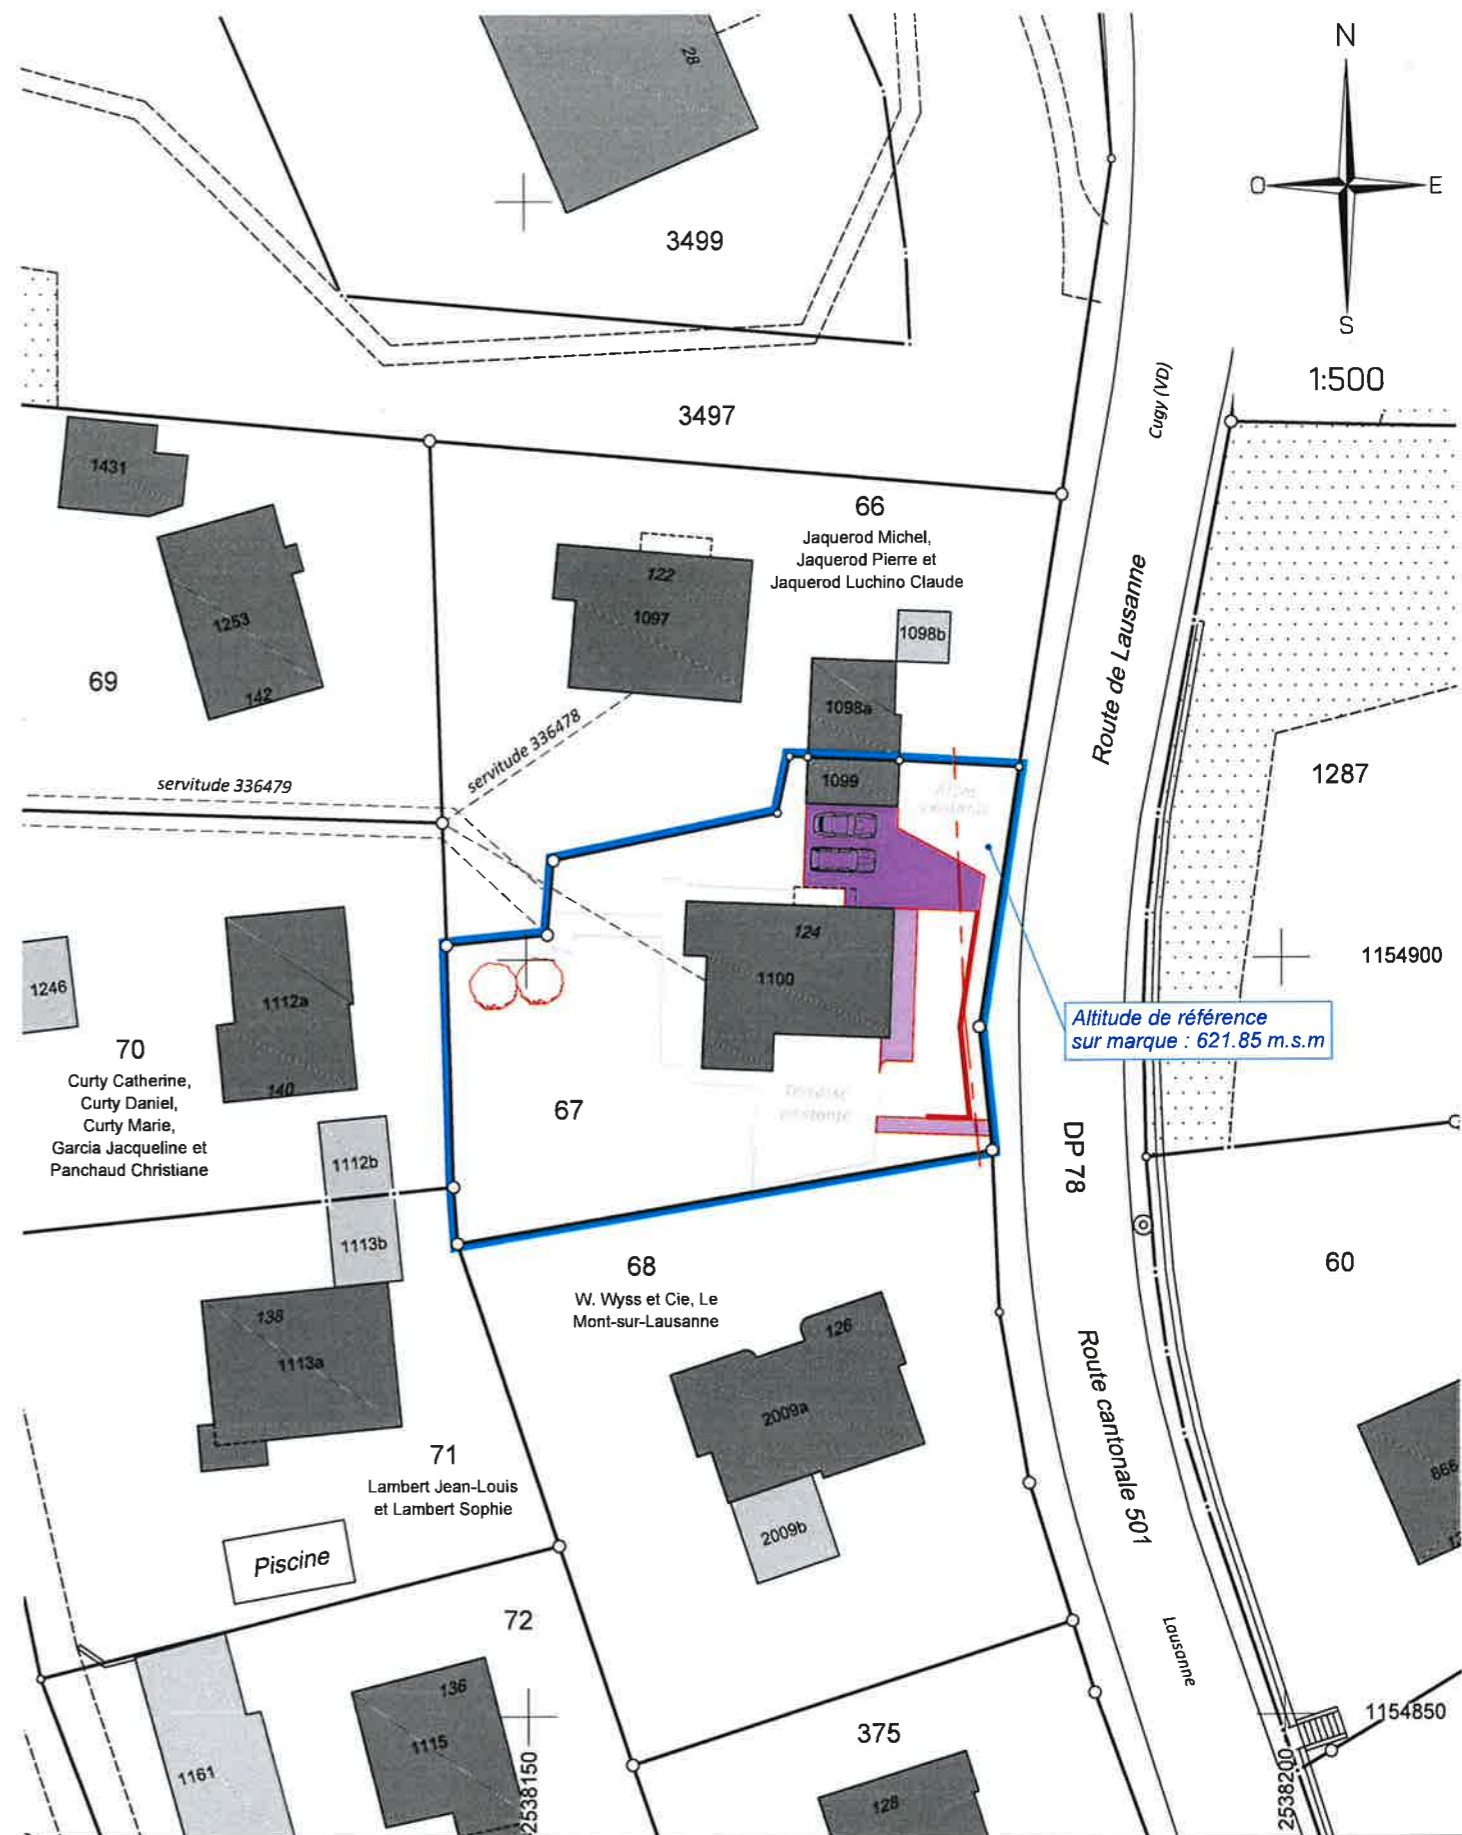 N
28
O
E
3499
S
1:500
Cugy (VD)
3497
1431
66
Jaquerod Michel,
Jaquerod Pierre et
Jaquerod Luchino Claude
122
1097
1253
1098b
69
142
Route de Lausanne
1098a
servitude 336478
servitude 336479
1287
1099
Accès
existants
124
1154900
1100
1246
1112a
Altitude de référence
sur marque : 621.85 m.s.m
70
Curty Catherine,
Curty Daniel,
Curty Marie,
Garcia Jacqueline et
Panchaud Christiane
140
67
Terrasse
existante
DP 78
1112b
1113b
60
68
W. Wyss et Cie, Le
Mont-sur-Lausanne
138
1113a
126
2009a
Route cantonale 501
71
Lambert Jean-Louis
et Lambert Sophie
866
2009b
Piscine
72
Lausanne
136
1115
1154850
375
1161
2538150
2538200
128